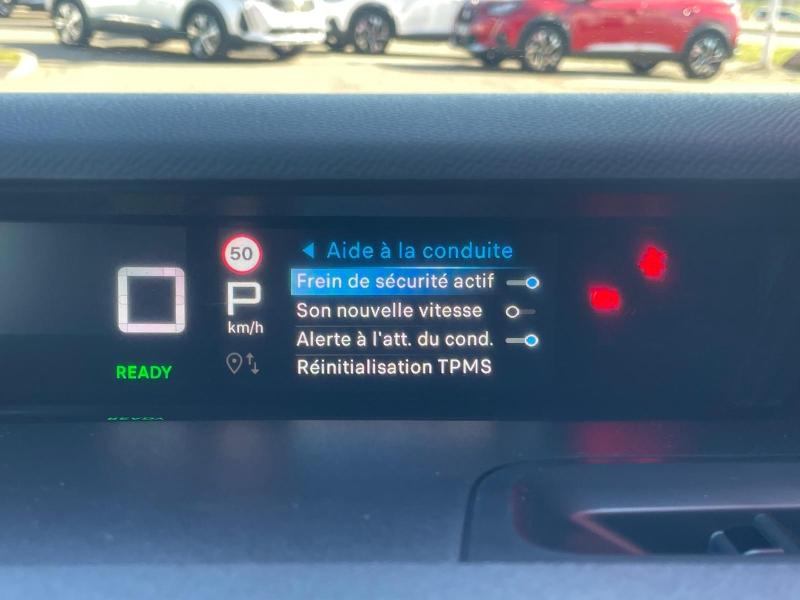 50
Aide à la conduite
Frein de sécurité actif
P
Son nouvelle vitesse
km/h
Alerte à l'att. du cond.
READY
Réinitialisation TPMS